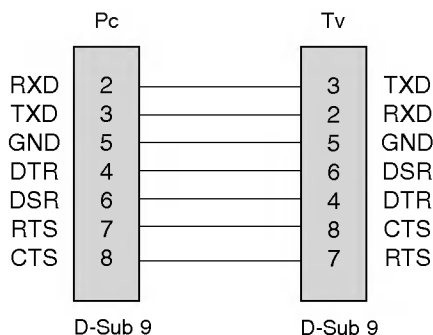 Pc Tv
RXD 2 3 TXD
TXD 3 2 RXD
GND 5 5 GND
DTR 4 6 DSR
DSR 6 4 DTR
RTS 7 8 CTS
CTS 8 7 RTS
D-Sub 9 D-Sub 9